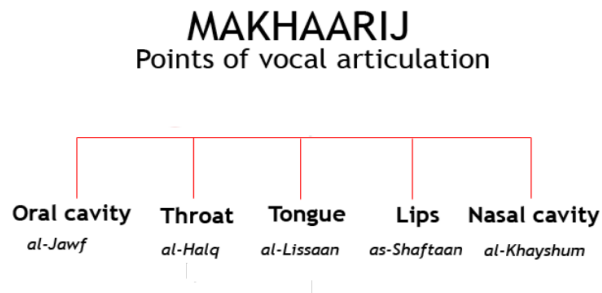 MAKHAARIJ
Points of vocal articulation
Oral cavity Throat Tongue Lips Nasal cavity
al-Jawf al-Halq al-Lissaan as-Shaftaan al-Khayshum